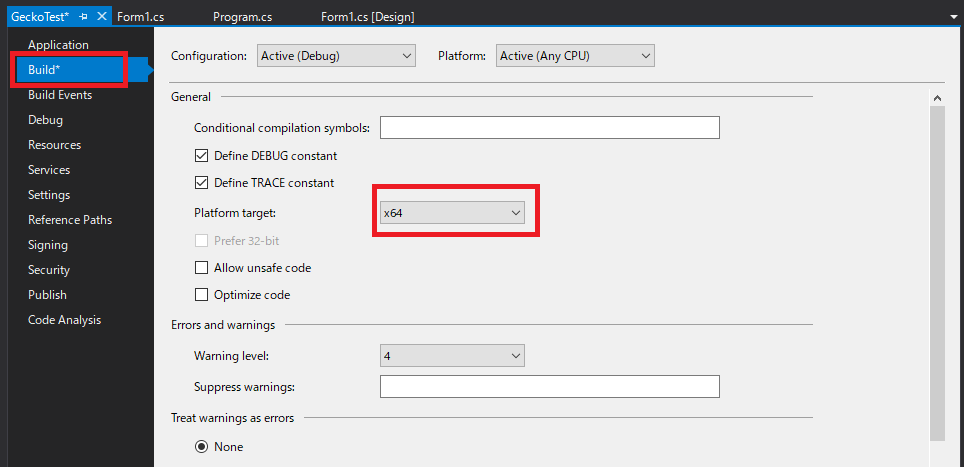 GeckoTest* Form1.cs Program.cs Form1.cs [Design]
Application
Build*
Build Events
Debug
Resources
Services
Settings
Reference Paths
Signing
Security
Publish
Code Analysis
Configuration: Active (Debug) Platform: Active (Any CPU)
General
Conditional compilation symbols:
Define DEBUG constant
Define TRACE constant
Platform target: x64
Prefer 32-bit
Allow unsafe code
Optimize code
Errors and warnings
Warning level: 4
Suppress warnings:
Treat warnings as errors
None